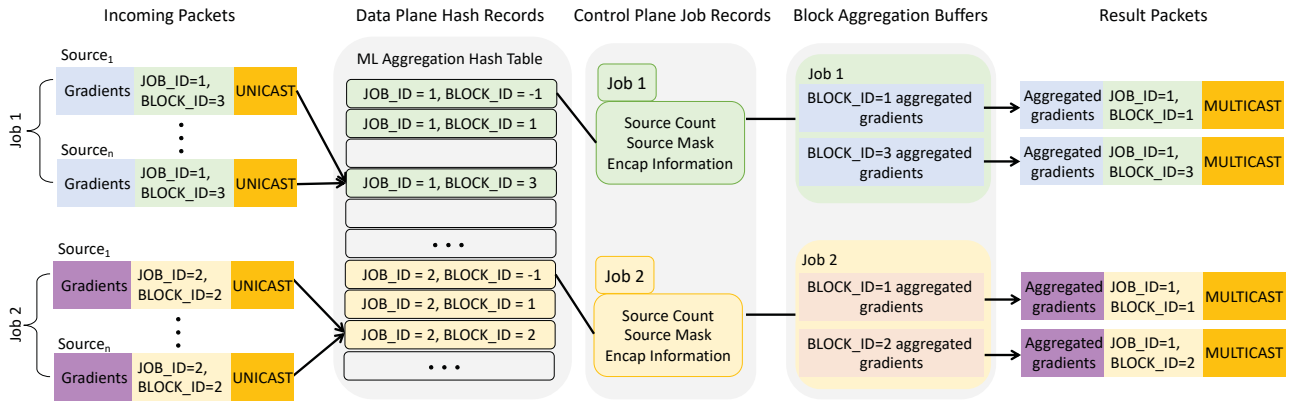 Incoming Packets
Data Plane Hash Records
Control Plane Job Records
Block Aggregation Buffers
Result Packets
Job 1
Source1
Gradients
JOB_ID=1,
BLOCK_ID=3
UNICAST
Sourcen
Gradients
JOB_ID=1,
BLOCK_ID=3
UNICAST
Job 2
Source1
Gradients
JOB_ID=2,
BLOCK_ID=2
UNICAST
Sourcen
Gradients
JOB_ID=2,
BLOCK_ID=2
UNICAST
ML Aggregation Hash Table
JOB_ID = 1, BLOCK_ID = -1
JOB_ID = 1, BLOCK_ID = 1
JOB_ID = 1, BLOCK_ID = 3
JOB_ID = 2, BLOCK_ID = -1
JOB_ID = 2, BLOCK_ID = 1
JOB_ID = 2, BLOCK_ID = 2
Job 1
Source Count
Source Mask
Encap Information
Job 2
Source Count
Source Mask
Encap Information
Job 1
BLOCK_ID=1 aggregated
gradients
BLOCK_ID=3 aggregated
gradients
Job 2
BLOCK_ID=1 aggregated
gradients
BLOCK_ID=2 aggregated
gradients
Aggregated
gradients
JOB_ID=1,
BLOCK_ID=1
MULTICAST
Aggregated
gradients
JOB_ID=1,
BLOCK_ID=3
MULTICAST
Aggregated
gradients
JOB_ID=1,
BLOCK_ID=1
MULTICAST
Aggregated
gradients
JOB_ID=1,
BLOCK_ID=2
MULTICAST